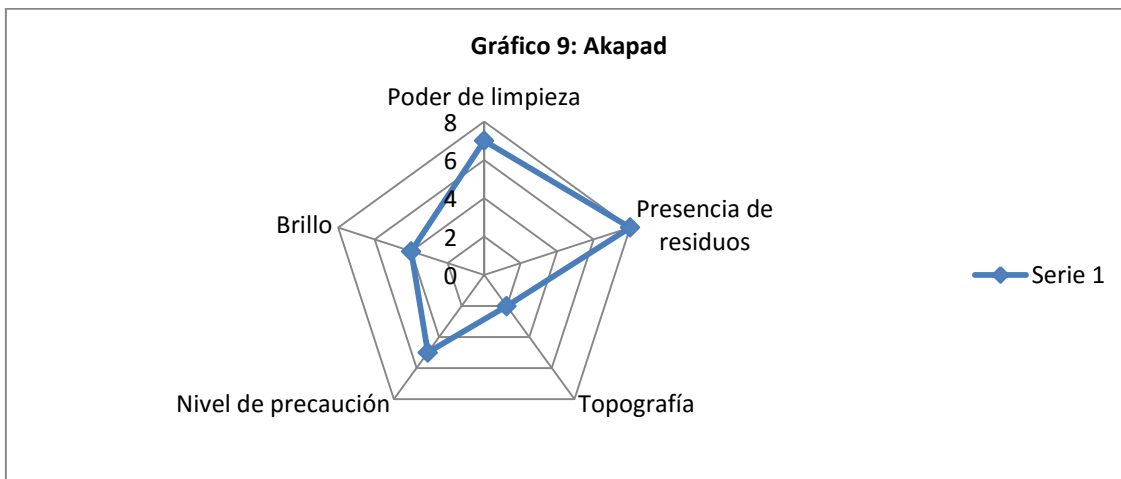 Gráfico 9: Akapad
Poder de limpieza
8
6
4
2
0
Presencia de
residuos
Brillo
Serie 1
Nivel de precaución
Topografía